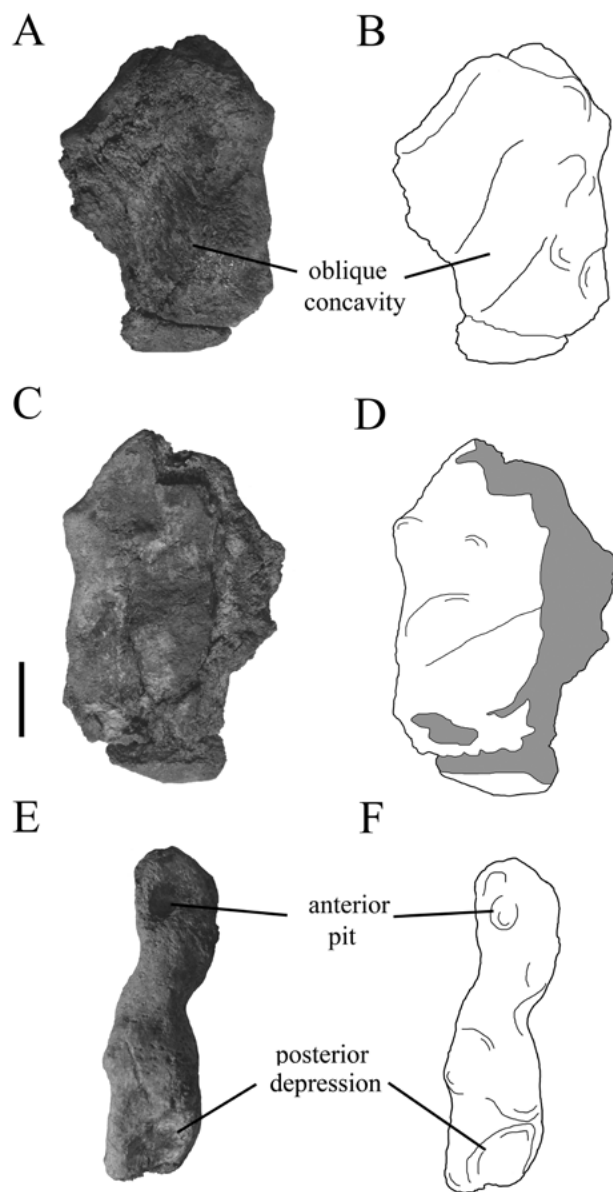 A
B
oblique
concavity
C
D
E
F
anterior
pit
posterior
depression